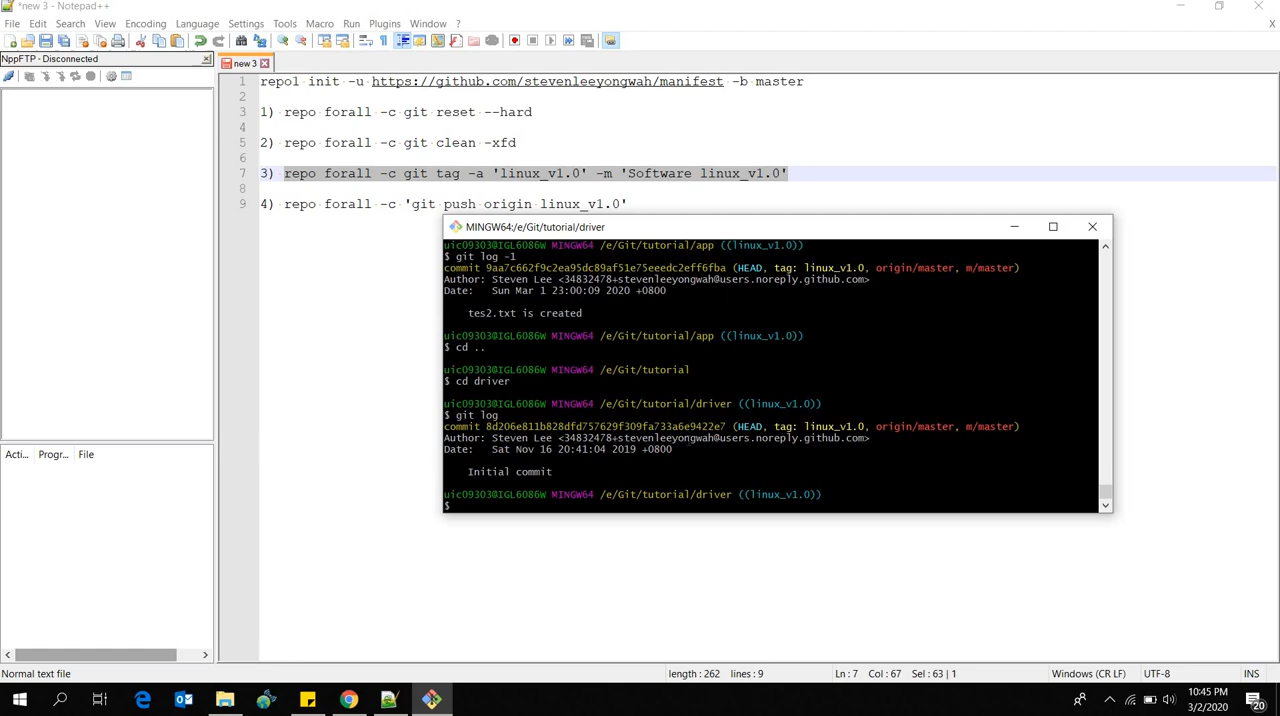 *new 3 - Notepad++
File Edit Search View Encoding Language Settings Tools Macro Run Plugins Window ?
X
NppFTP - Disconnected
new 3
1 repo1 init -u https://github.com/stevenleeyongwah/manifest -b master
2
3 1) repo forall -c git reset --hard
4
5 2) repo forall -c git clean -xfd
6
7 3) repo forall -c git tag -a 'linux_v1.0' -m 'Software linux_v1.0'
8
9 4) repo forall -c 'git push origin linux_v1.0'
MINGW64:/e/Git/tutorial/driver
uic09303@IGL6086W MINGW64 /e/Git/tutorial/app ((linux_v1.0))
$ git log -1
commit 9aa7c662f9c2ea95dc89af51e75eeedc2eff6fba (HEAD, tag: linux_v1.0, origin/master, m/master)
Author: Steven Lee <34832478+stevenleeyongwah@users.noreply.github.com>
Date:   Sun Mar 1 23:00:09 2020 +0800
tes2.txt is created
uic09303@IGL6086W MINGW64 /e/Git/tutorial/app ((linux_v1.0))
$ cd ..
uic09303@IGL6086W MINGW64 /e/Git/tutorial
$ cd driver
uic09303@IGL6086W MINGW64 /e/Git/tutorial/driver ((linux_v1.0))
$ git log
commit 8d206e811b828dfd757629f309fa733a6e9422e7 (HEAD, tag: linux_v1.0, origin/master, m/master)
Author: Steven Lee <34832478+stevenleeyongwah@users.noreply.github.com>
Date:   Sat Nov 16 20:41:04 2019 +0800
Initial commit
uic09303@IGL6086W MINGW64 /e/Git/tutorial/driver ((linux_v1.0))
$
Acti... Progr... File
Normal text file length : 262 lines : 9 Ln : 7 Col : 67 Sel : 63 | 1 Windows (CR LF) UTF-8 INS
10:45 PM
3/2/2020
20